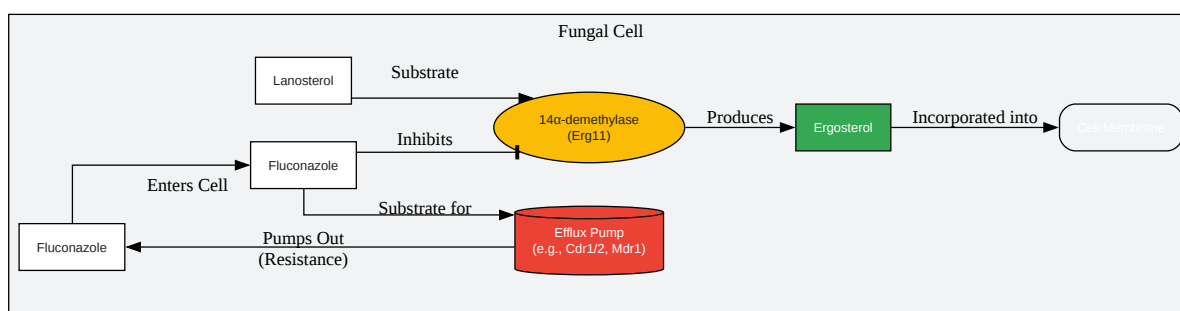 Fungal Cell
Lanosterol
Substrate
14α-demethylase
(Erg11)
Produces
Ergosterol
Incorporated into
Cell Membrane
Inhibits
Fluconazole
Enters Cell
Substrate for
Efflux Pump
(e.g., Cdr1/2, Mdr1)
Pumps Out
(Resistance)
Fluconazole